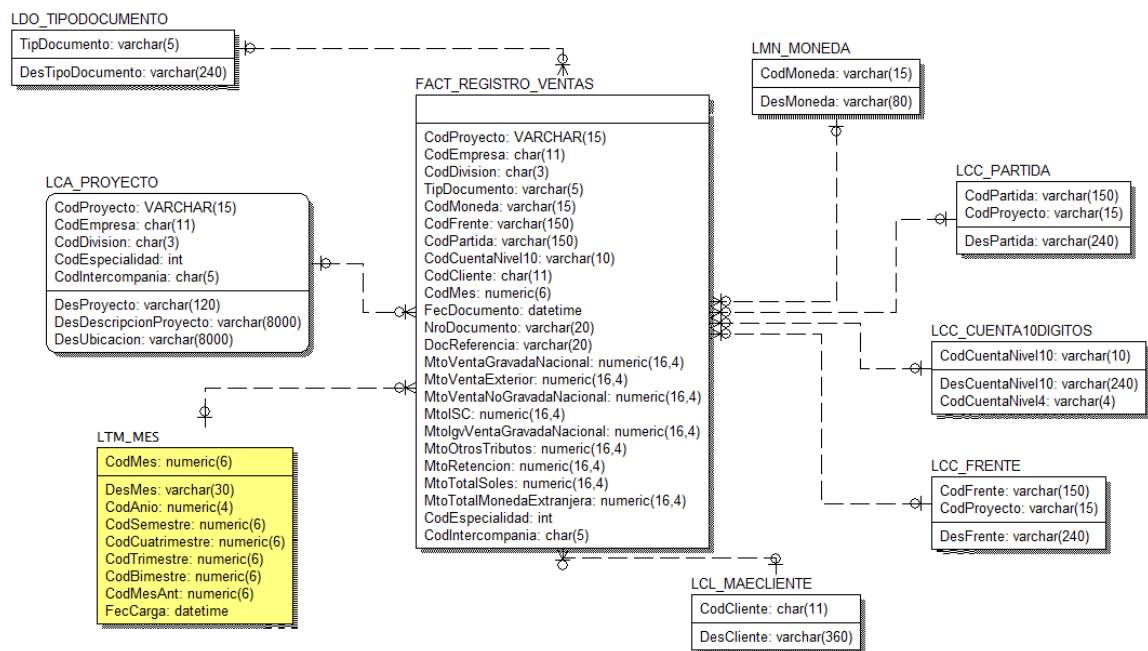 LDO_TIPODOCUMENTO
TipDocumento: varchar(5)
DesTipoDocumento: varchar(240)
LMN_MONEDA
CodMoneda: varchar(15)
DesMoneda: varchar(80)
FACT_REGISTRO_VENTAS
CodProyecto: VARCHAR(15)
CodEmpresa: char(11)
CodDivision: char(3)
TipDocumento: varchar(5)
CodMoneda: varchar(15)
CodFrente: varchar(150)
CodPartida: varchar(150)
CodCuentaNivel10: varchar(10)
CodCliente: char(11)
CodMes: numeric(6)
FecDocumento: datetime
NroDocumento: varchar(20)
DocReferencia: varchar(20)
MtoVentaGravadaNacional: numeric(16,4)
MtoVentaExterior: numeric(16,4)
MtoVentaNoGravadaNacional: numeric(16,4)
MtoISC: numeric(16,4)
MtoIgvVentaGravadaNacional: numeric(16,4)
MtoOtrosTributos: numeric(16,4)
MtoRetencion: numeric(16,4)
MtoTotalSoles: numeric(16,4)
MtoTotalMonedaExtranjera: numeric(16,4)
CodEspecialidad: int
CodIntercompania: char(5)
LCA_PROYECTO
CodProyecto: VARCHAR(15)
CodEmpresa: char(11)
CodDivision: char(3)
CodEspecialidad: int
CodIntercompania: char(5)
DesProyecto: varchar(120)
DesDescripcionProyecto: varchar(8000)
DesUbicacion: varchar(8000)
LCC_PARTIDA
CodPartida: varchar(150)
CodProyecto: varchar(15)
DesPartida: varchar(240)
LCC_CUENTA10DIGITOS
CodCuentaNivel10: varchar(10)
DesCuentaNivel10: varchar(240)
CodCuentaNivel4: varchar(4)
LTM_MES
CodMes: numeric(6)
DesMes: varchar(30)
CodAnio: numeric(4)
CodSemestre: numeric(6)
CodCuatrimestre: numeric(6)
CodTrimestre: numeric(6)
CodBimestre: numeric(6)
CodMesAnt: numeric(6)
FecCarga: datetime
LCC_FRENTE
CodFrente: varchar(150)
CodProyecto: varchar(15)
DesFrente: varchar(240)
LCL_MAECLIENTE
CodCliente: char(11)
DesCliente: varchar(360)